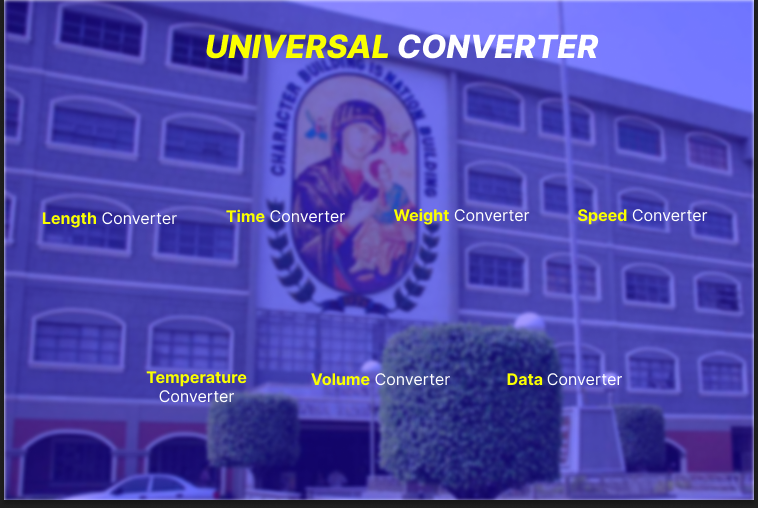 UNIVERSAL CONVERTER
CHARACTER BUILDING IS NATION BUILDING
Length Converter
Time Converter
Weight Converter
Speed Converter
Temperature
Converter
Volume Converter
Data Converter